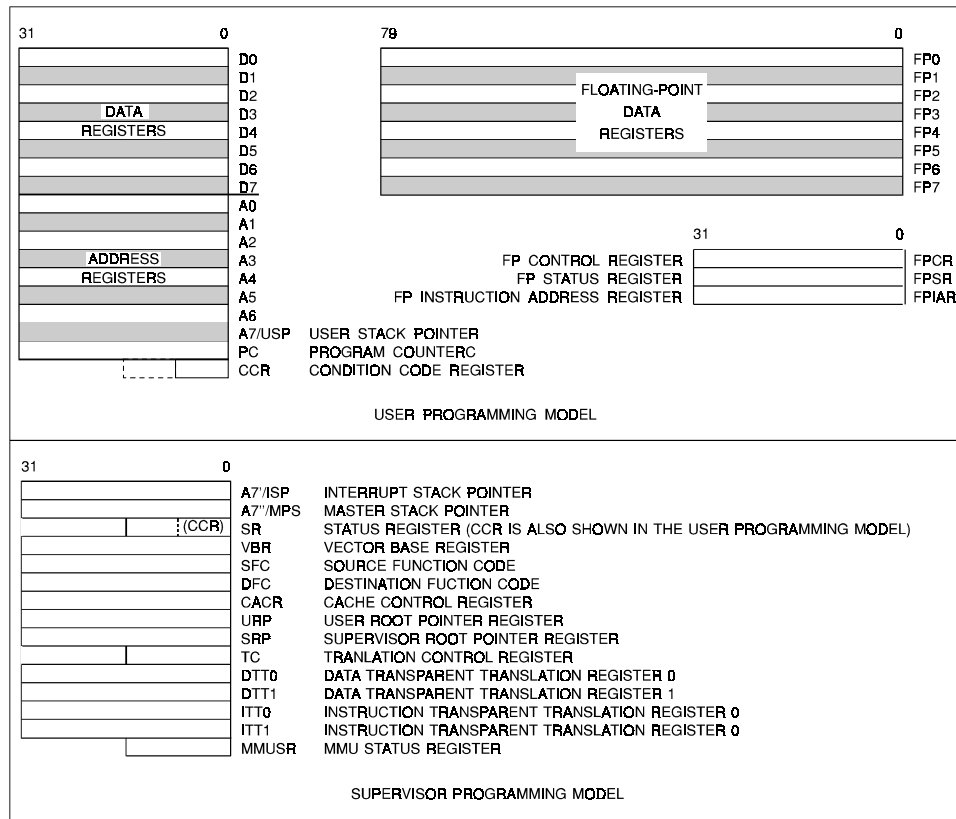 31 0
D0
D1
D2
D3
D4
D5
D6
D7
DATA
REGISTERS
A0
A1
A2
A3
A4
A5
A6
ADDRESS
REGISTERS
A7/USP USER STACK POINTER
PC PROGRAM COUNTERC
CCR CONDITION CODE REGISTER
79 0
FP0
FP1
FP2
FP3
FP4
FP5
FP6
FP7
FLOATING-POINT
DATA
REGISTERS
31 0
FP CONTROL REGISTER FPCR
FP STATUS REGISTER FPSR
FP INSTRUCTION ADDRESS REGISTER FPIAR
USER PROGRAMMING MODEL
31 0
A7'/ISP INTERRUPT STACK POINTER
A7"/MPS MASTER STACK POINTER
(CCR) SR STATUS REGISTER (CCR IS ALSO SHOWN IN THE USER PROGRAMMING MODEL)
VBR VECTOR BASE REGISTER
SFC SOURCE FUNCTION CODE
DFC DESTINATION FUCTION CODE
CACR CACHE CONTROL REGISTER
URP USER ROOT POINTER REGISTER
SRP SUPERVISOR ROOT POINTER REGISTER
TC TRANLATION CONTROL REGISTER
DTT0 DATA TRANSPARENT TRANSLATION REGISTER 0
DTT1 DATA TRANSPARENT TRANSLATION REGISTER 1
ITT0 INSTRUCTION TRANSPARENT TRANSLATION REGISTER 0
ITT1 INSTRUCTION TRANSPARENT TRANSLATION REGISTER 0
MMUSR MMU STATUS REGISTER
SUPERVISOR PROGRAMMING MODEL